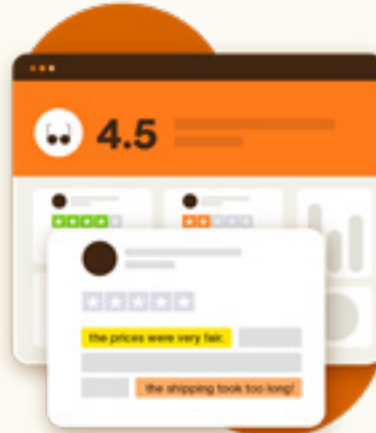 4.5
the prices were very fair.
the shipping took too long!